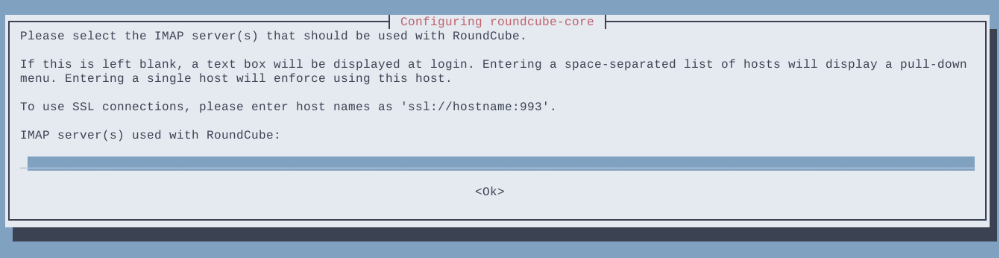 Configuring roundcube-core
Please select the IMAP server(s) that should be used with RoundCube.
If this is left blank, a text box will be displayed at login. Entering a space-separated list of hosts will display a pull-down
menu. Entering a single host will enforce using this host.
To use SSL connections, please enter host names as 'ssl://hostname:993'.
IMAP server(s) used with RoundCube:
<Ok>